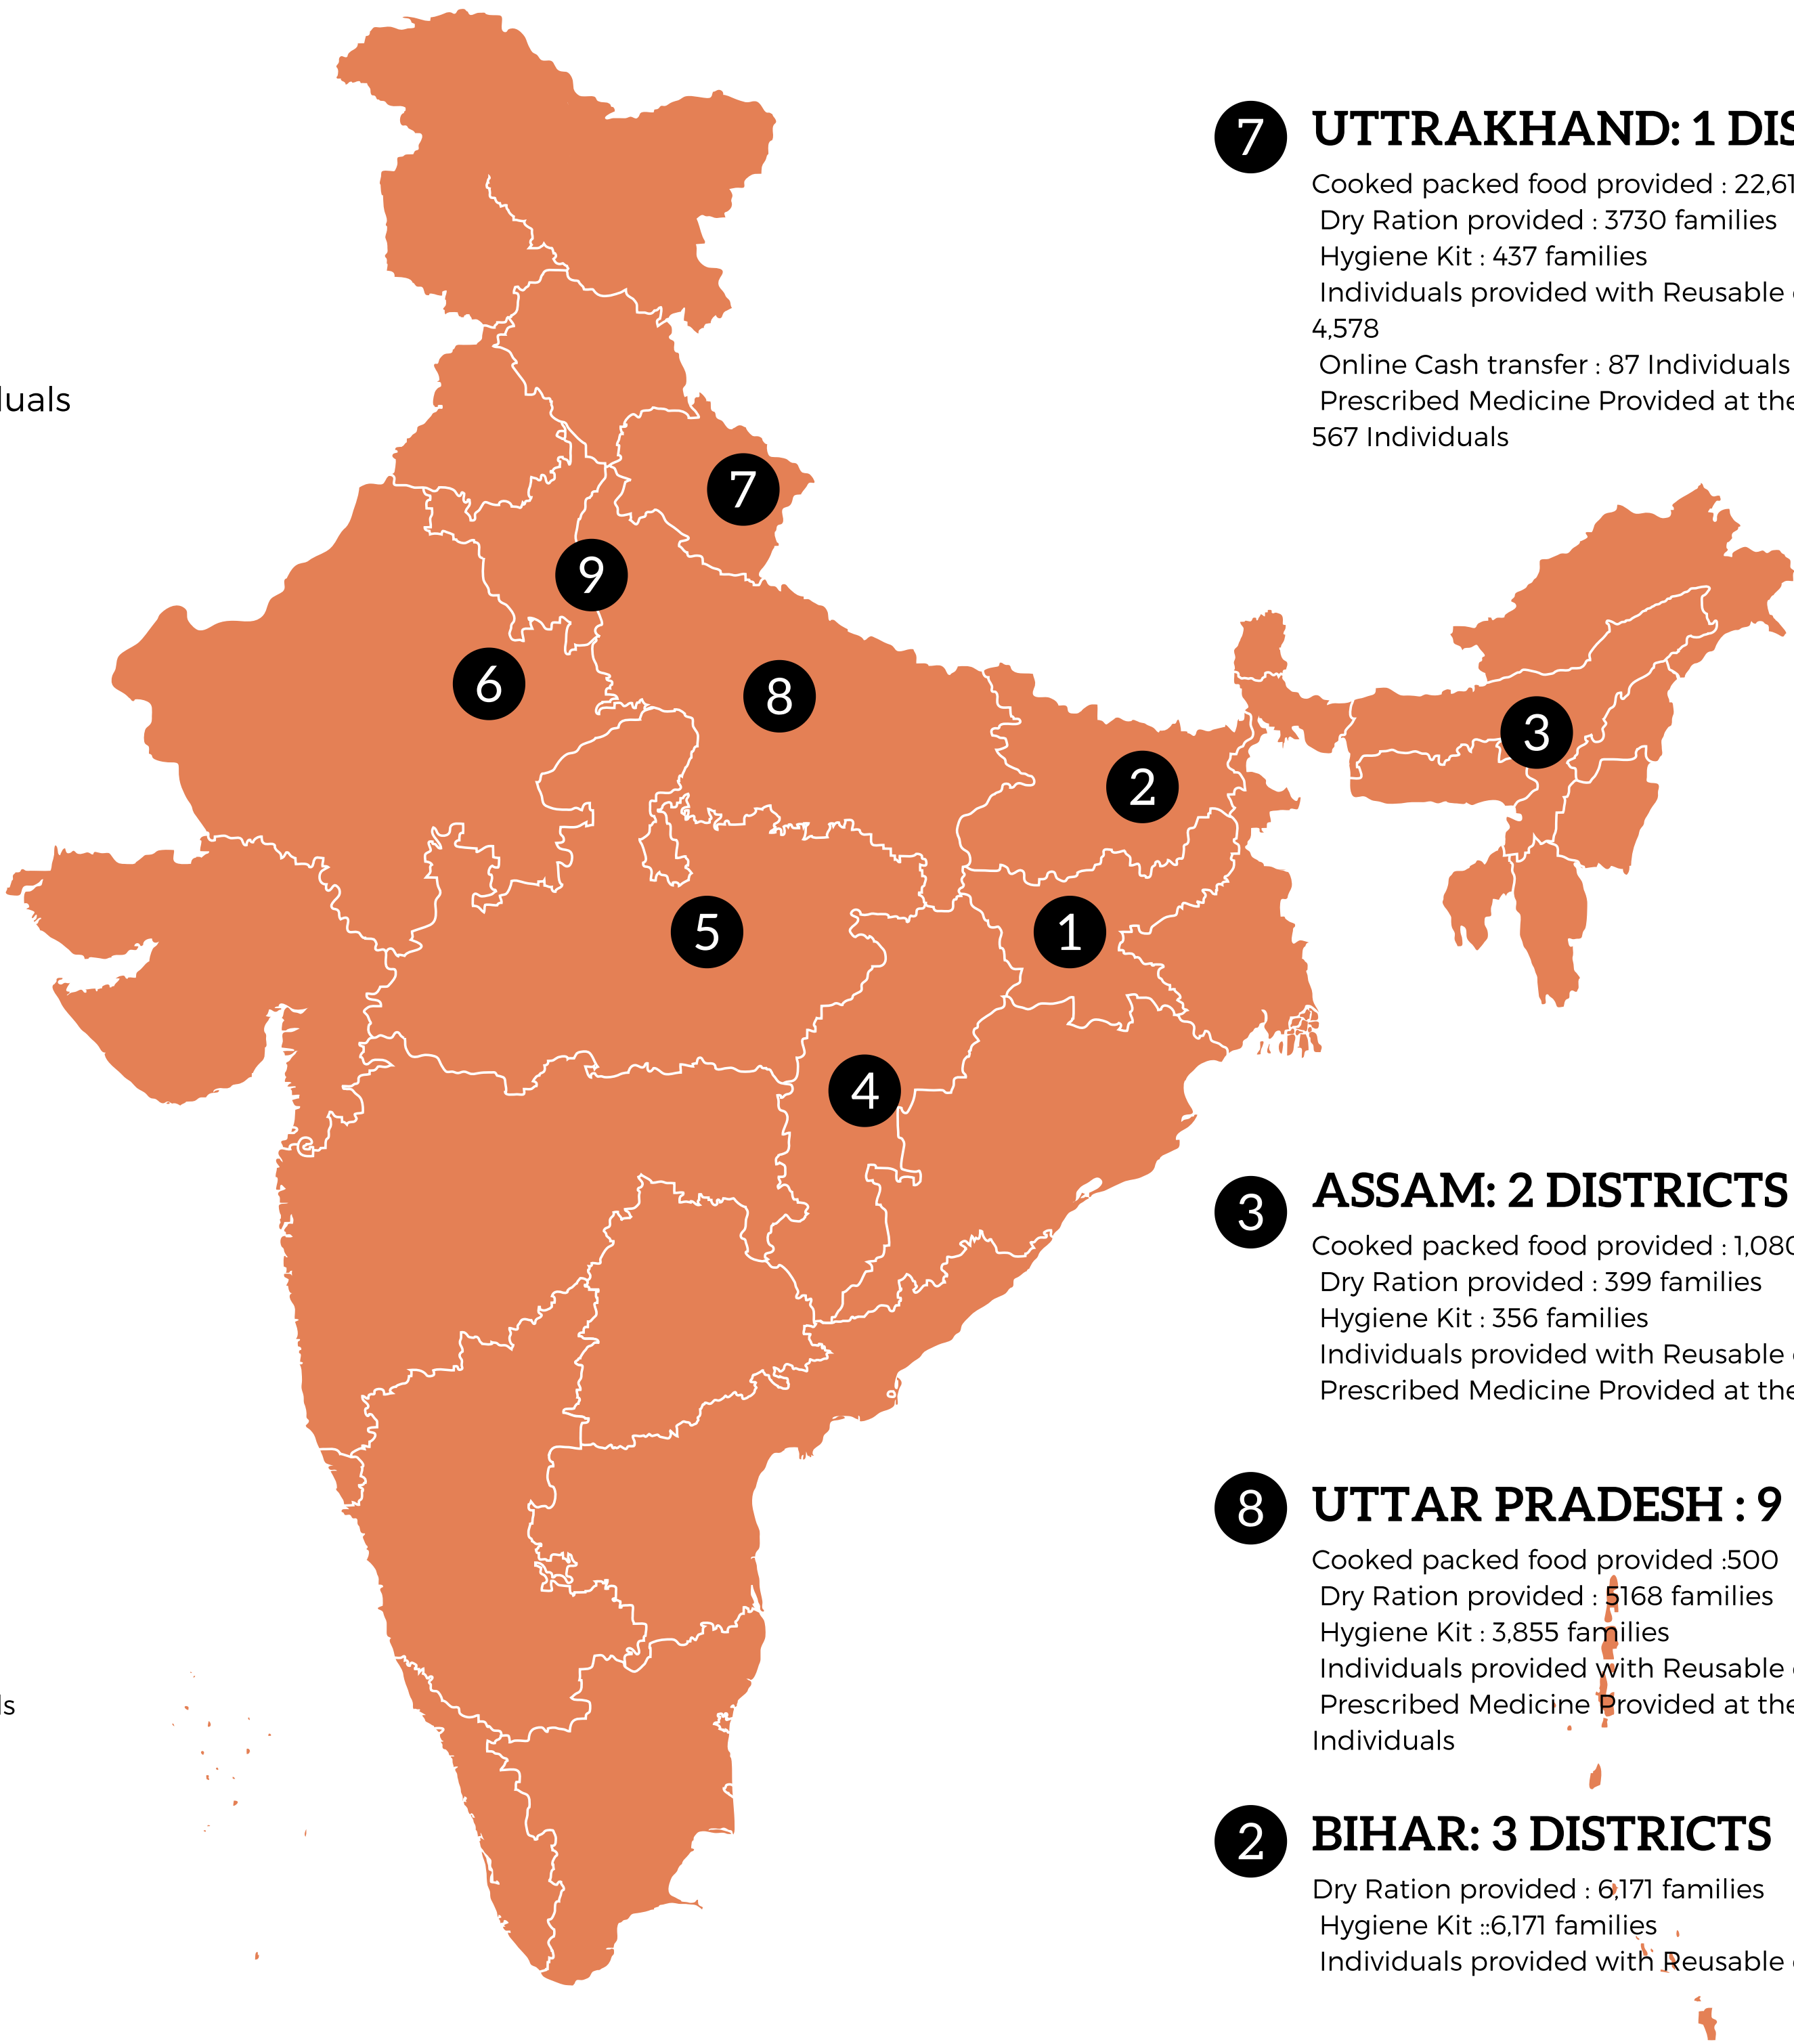 7
UTTRAKHAND: 1 DIS
Cooked packed food provided : 22,61
Dry Ration provided : 3730 families
Hygiene Kit : 437 families
Individuals provided with Reusable
4,578
Online Cash transfer : 87 Individuals
Prescribed Medicine Provided at the
567 Individuals
duals
7
9
6
8
3
2
5
1
4
3
ASSAM: 2 DISTRICTS
Cooked packed food provided : 1,080
Dry Ration provided : 399 families
Hygiene Kit : 356 families
Individuals provided with Reusable
Prescribed Medicine Provided at the
8
UTTAR PRADESH : 9
Cooked packed food provided :500
Dry Ration provided : 5168 families
Hygiene Kit : 3,855 families
Individuals provided with Reusable
Prescribed Medicine Provided at the
Individuals
ls
2
BIHAR: 3 DISTRICTS
Dry Ration provided : 6,171 families
Hygiene Kit ::6,171 families
Individuals provided with Reusable